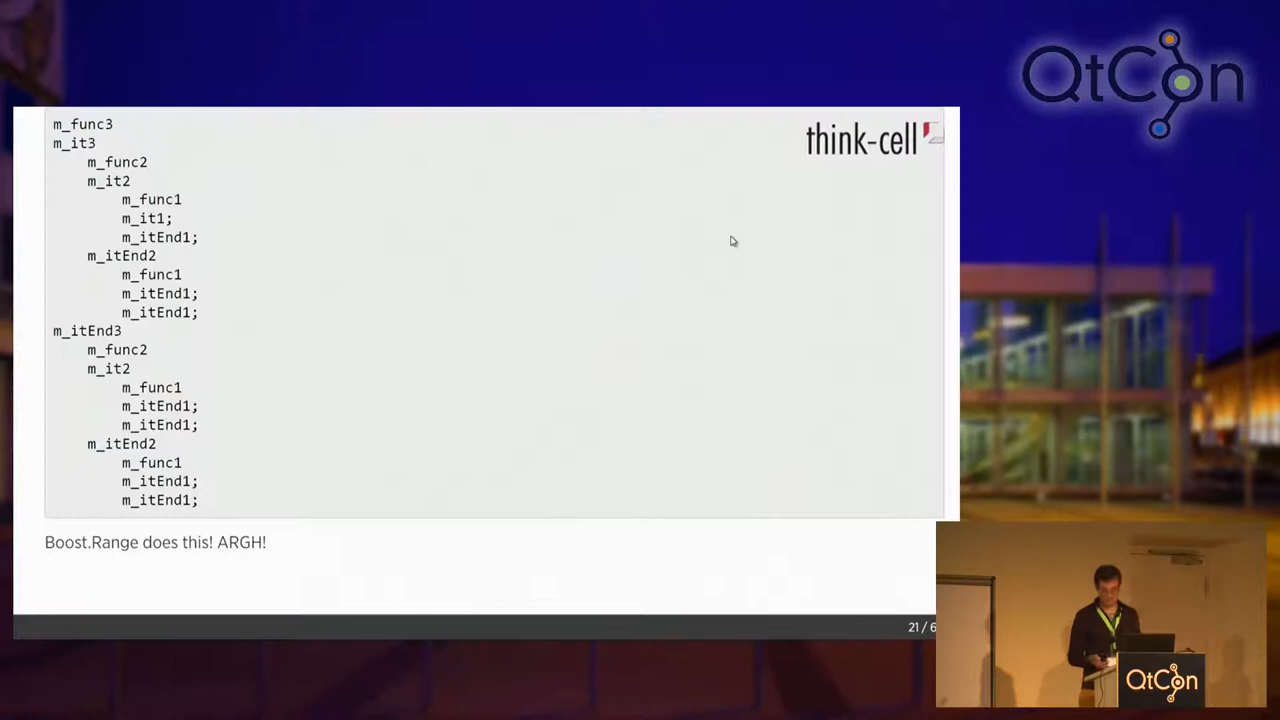 QtCon
think-cell
m_func3
m_it3
m_func2
m_it2
m_func1
m_it1;
m_itEnd1;
m_itEnd2
m_func1
m_itEnd1;
m_itEnd1;
m_itEnd3
m_func2
m_it2
m_func1
m_itEnd1;
m_itEnd1;
m_itEnd2
m_func1
m_itEnd1;
m_itEnd1;
Boost.Range does this! ARGH!
21 / 6
QtCon